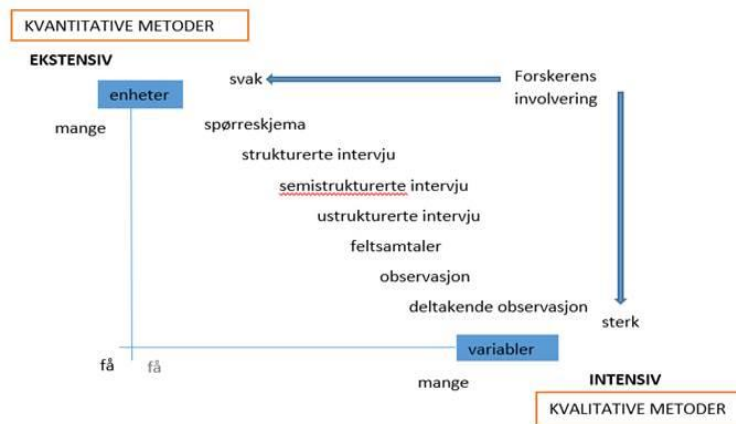 KVANTITATIVE METODER
EKSTENSIV
svak
Forskerens
involvering
enheter
mange
spørreskjema
strukturerte intervju
semistrukturerte intervju
ustrukturerte intervju
feltsamtaler
observasjon
deltakende observasjon
sterk
variabler
få
få
mange
INTENSIV
KVALITATIVE METODER